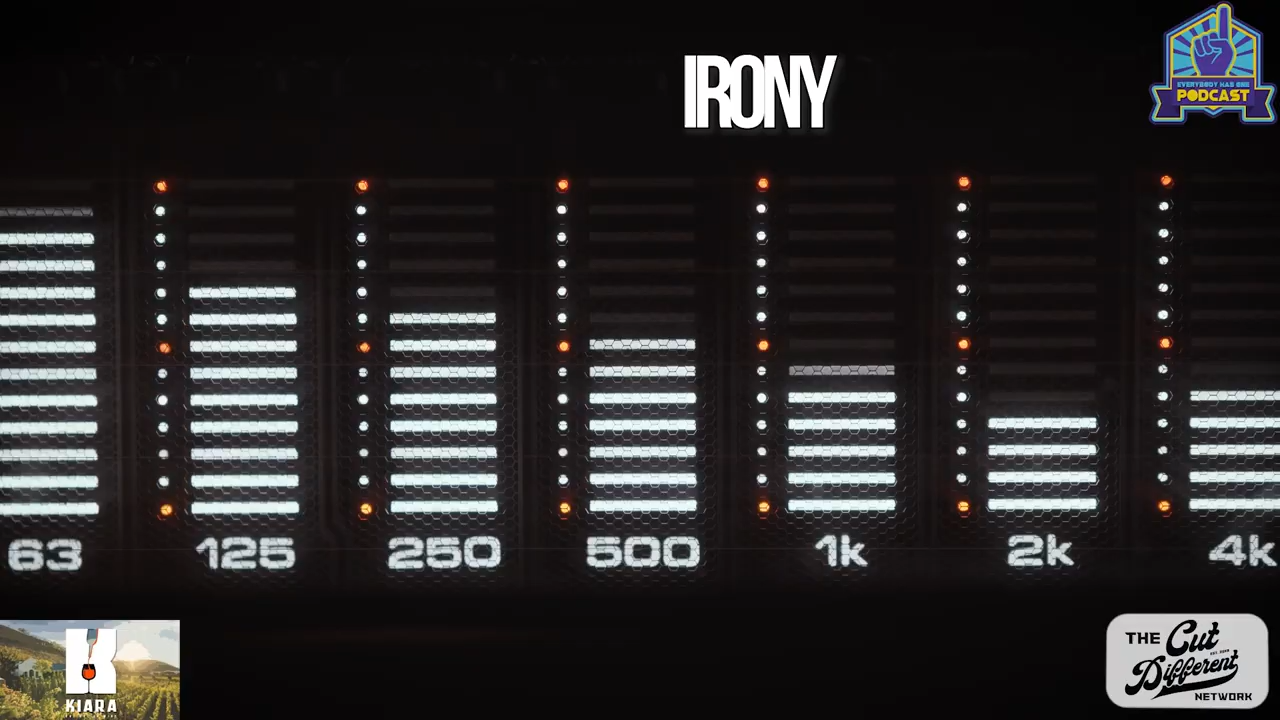 IRONY
EVERYBODY HAS ONE
PODCAST
63 125 250 500 1k 2k 4k
KIARA
THE Cut
Different
NETWORK